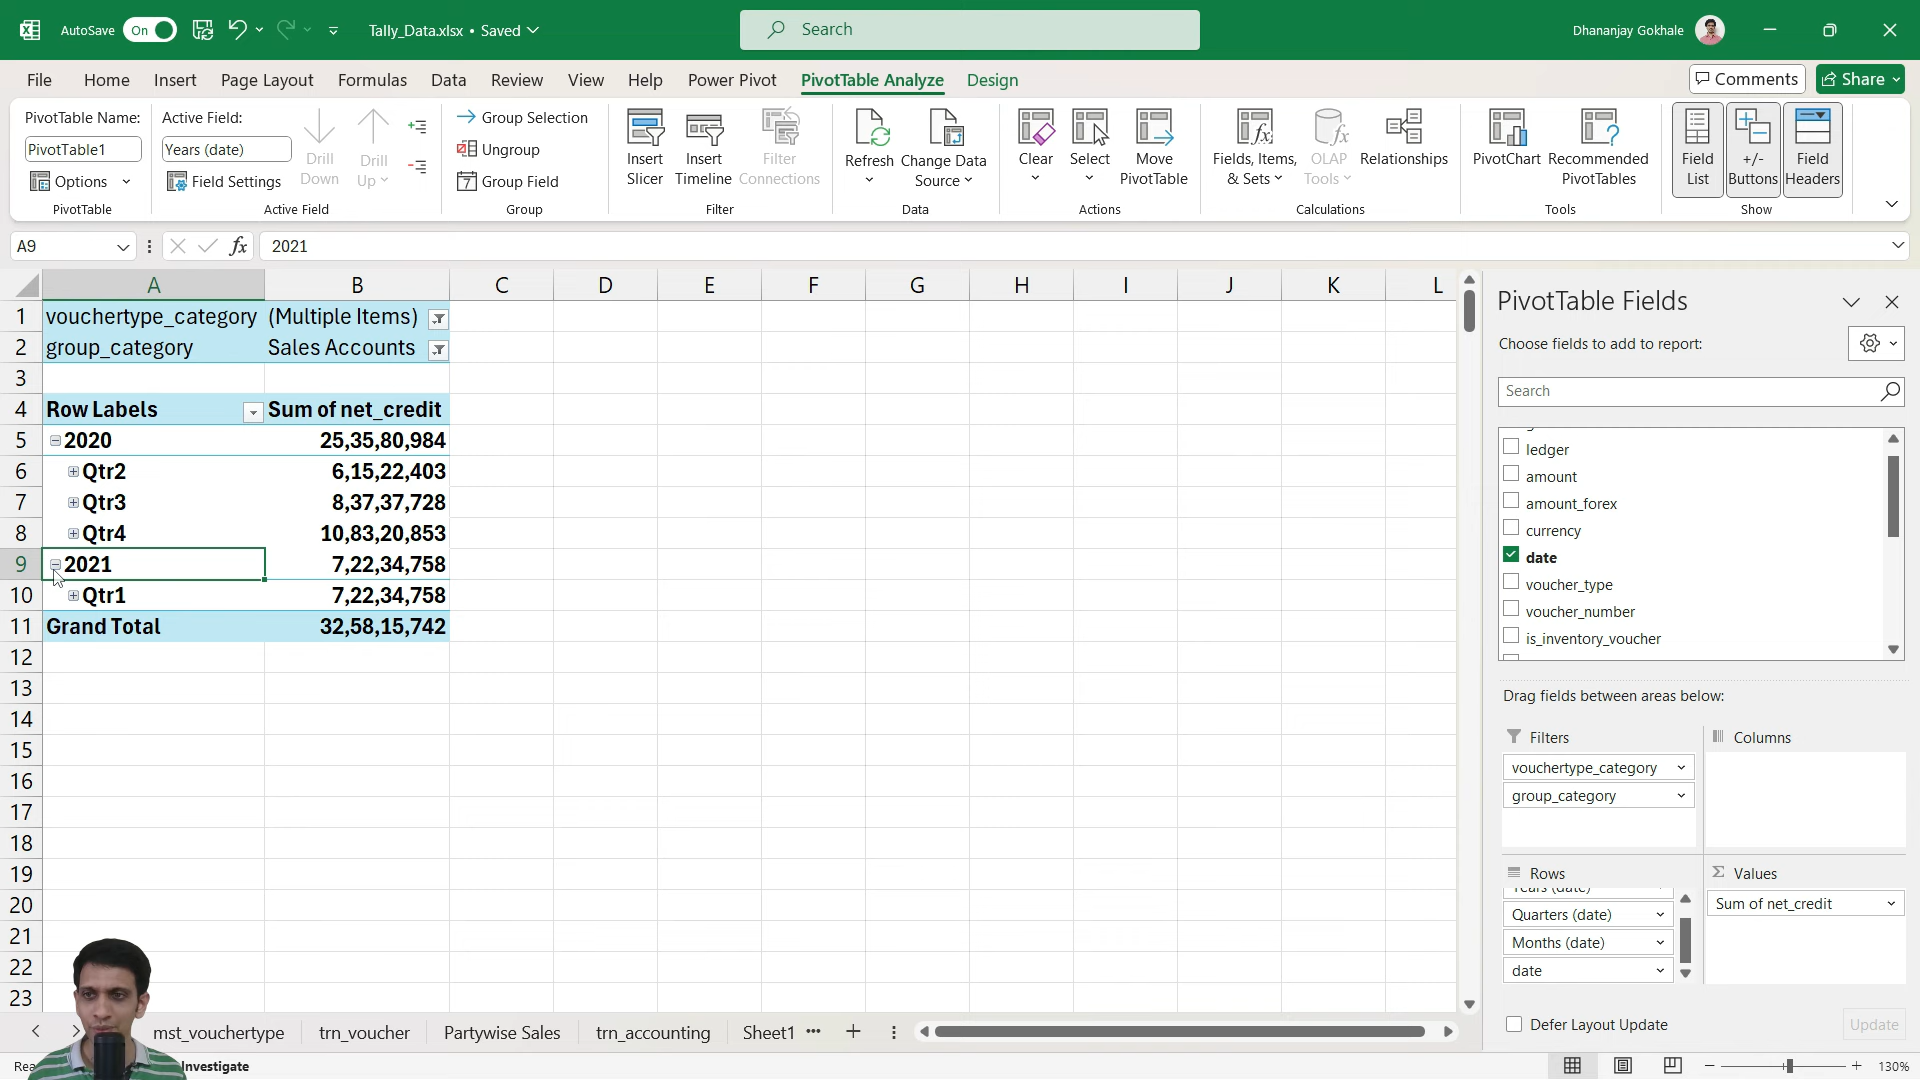 AutoSave On Tally_Data.xlsx • Saved Search Dhananjay Gokhale
File Home Insert Page Layout Formulas Data Review View Help Power Pivot PivotTable Analyze Design Comments Share
PivotTable Name:
PivotTable1
Options
PivotTable
Active Field:
Years (date)
Field Settings
Drill Down
Drill Up
Active Field
Group Selection
Ungroup
Group Field
Group
Insert Slicer
Insert Timeline
Filter Connections
Filter
Refresh
Change Data Source
Data
Clear
Select
Move PivotTable
Actions
Fields, Items, & Sets
OLAP Tools
Relationships
Calculations
PivotChart
Recommended PivotTables
Tools
Field List
+/- Buttons
Field Headers
Show
A9 fx 2021
A B C D E F G H I J K L
1 vouchertype_category (Multiple Items)
2 group_category Sales Accounts
3
4 Row Labels Sum of net_credit
5 2020 25,35,80,984
6 Qtr2 6,15,22,403
7 Qtr3 8,37,37,728
8 Qtr4 10,83,20,853
9 2021 7,22,34,758
10 Qtr1 7,22,34,758
11 Grand Total 32,58,15,742
12
13
14
15
16
17
18
19
20
21
22
23
PivotTable Fields
Choose fields to add to report:
Search
ledger
amount
amount_forex
currency
date
voucher_type
voucher_number
is_inventory_voucher
Drag fields between areas below:
Filters
vouchertype_category
group_category
Columns
Rows
Years (date)
Quarters (date)
Months (date)
date
Values
Sum of net_credit
Defer Layout Update Update
mst_vouchertype trn_voucher Partywise Sales trn_accounting Sheet1
nvestigate 130%